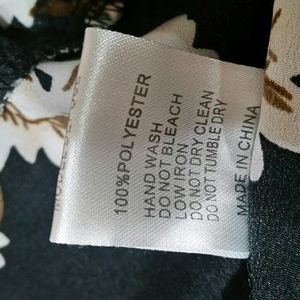 100%POLYESTER
HAND WASH
DO NOT BLEACH
LOW IRON
DO NOT DRY CLEAN
DO NOT TUMBLE DRY
MADE IN CHINA